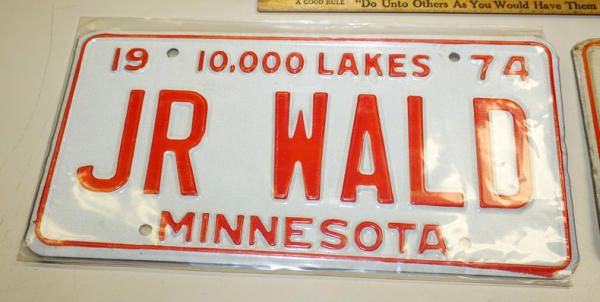 A GOOD RULE "Do Unto Others As You Would Have Them
19 10,000 LAKES 74
JR WALD
MINNESOTA